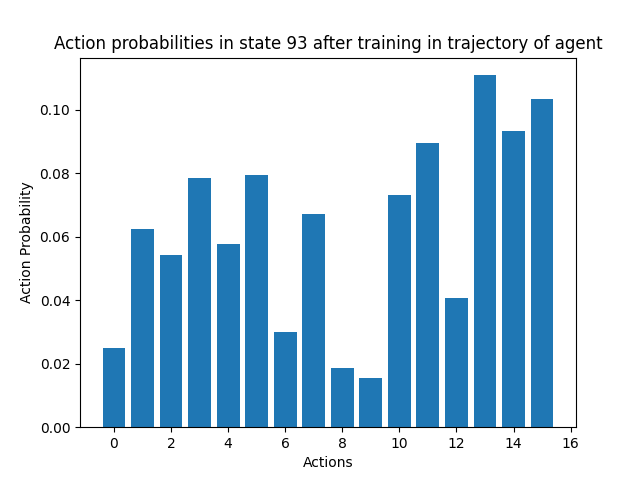 Action probabilities in state 93 after training in trajectory of agent
0.10
0.08
0.06
0.04
0.02
0.00
Action Probability
0 2 4 6 8 10 12 14 16
Actions